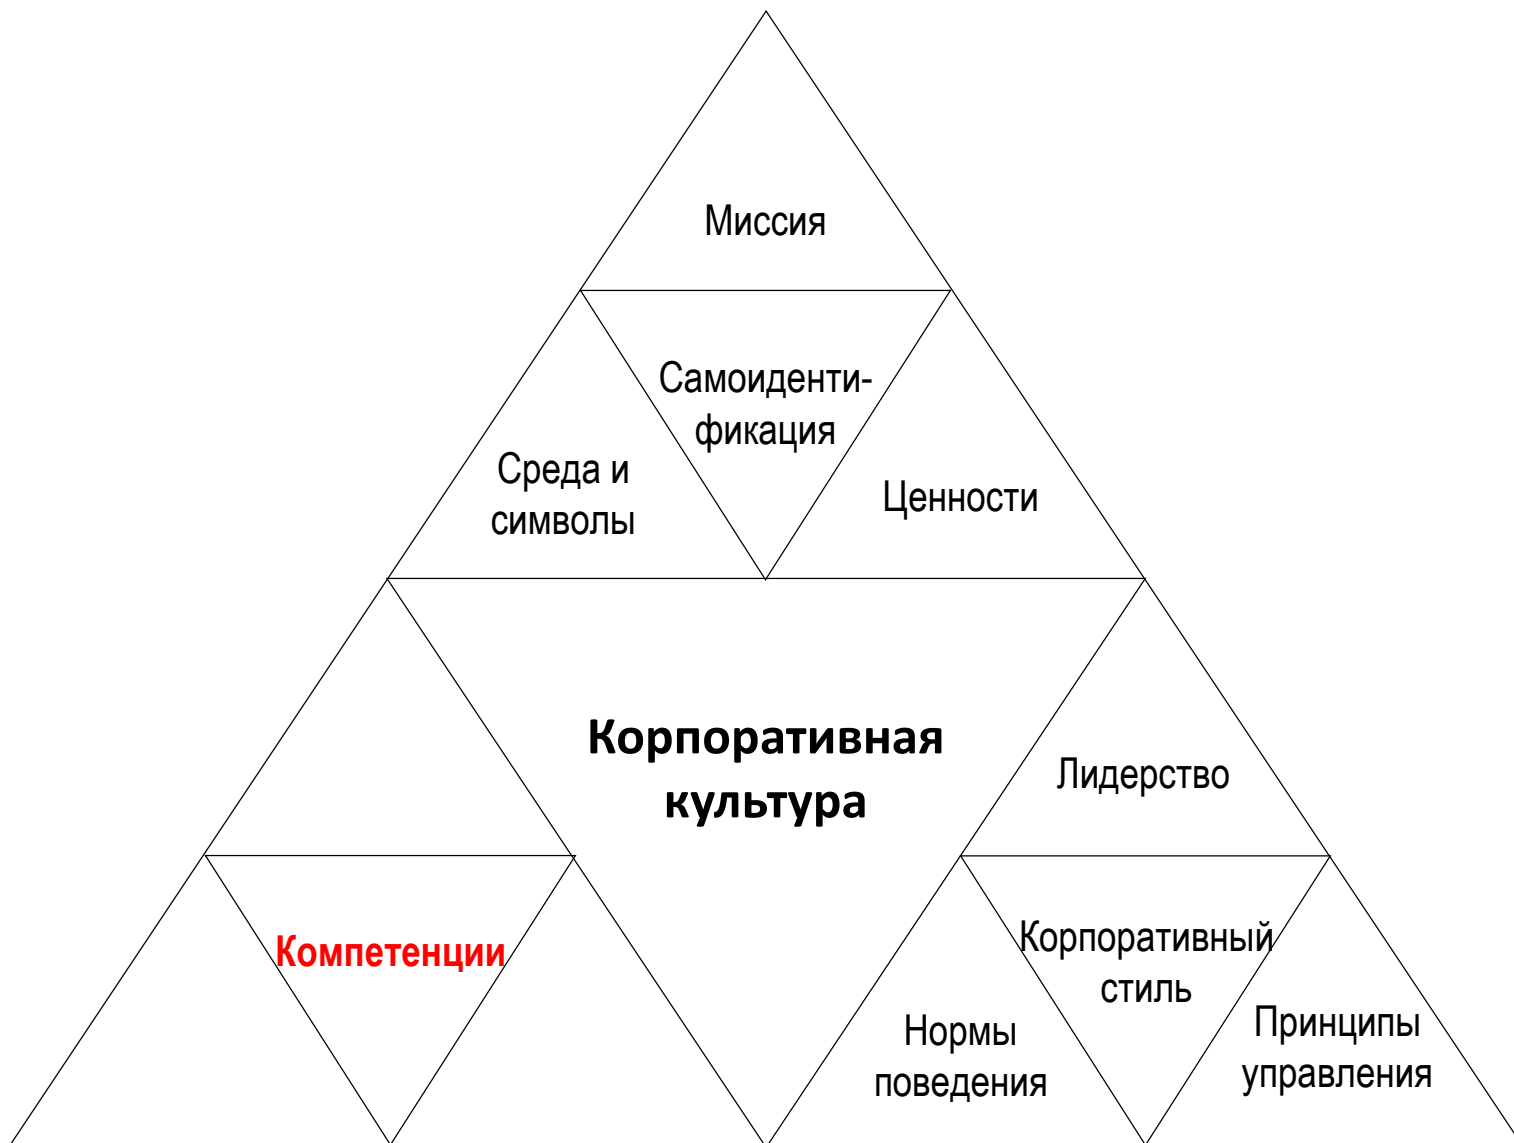 Миссия
Самоиденти-
фикация
Среда и
символы
Ценности
Корпоративная
культура
Лидерство
Компетенции
Корпоративный
стиль
Нормы
поведения
Принципы
управления